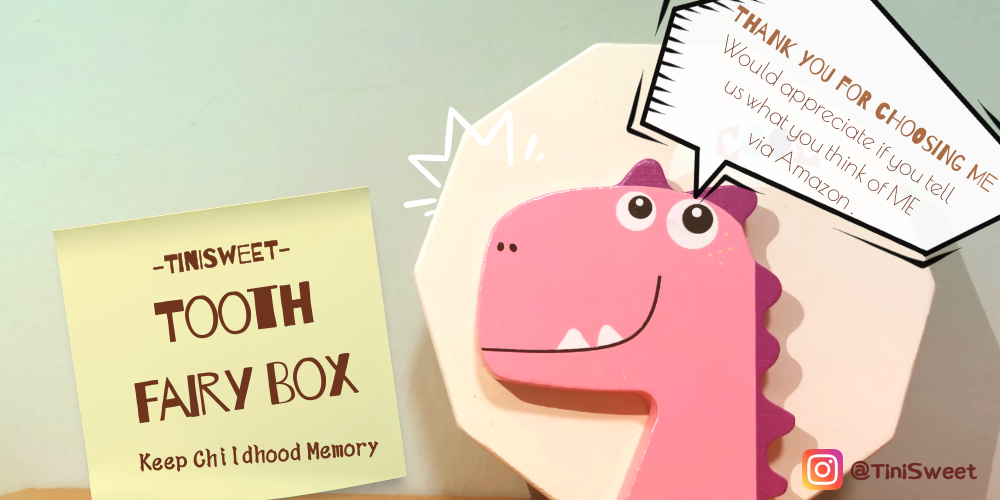 THANK YOU FOR CHOOSING ME
Would appreciate if you tell
us what you think of ME
via Amazon.
-TINISWEET-
TOOTH
FAIRY BOX
Keep Childhood Memory
@TiniSweet